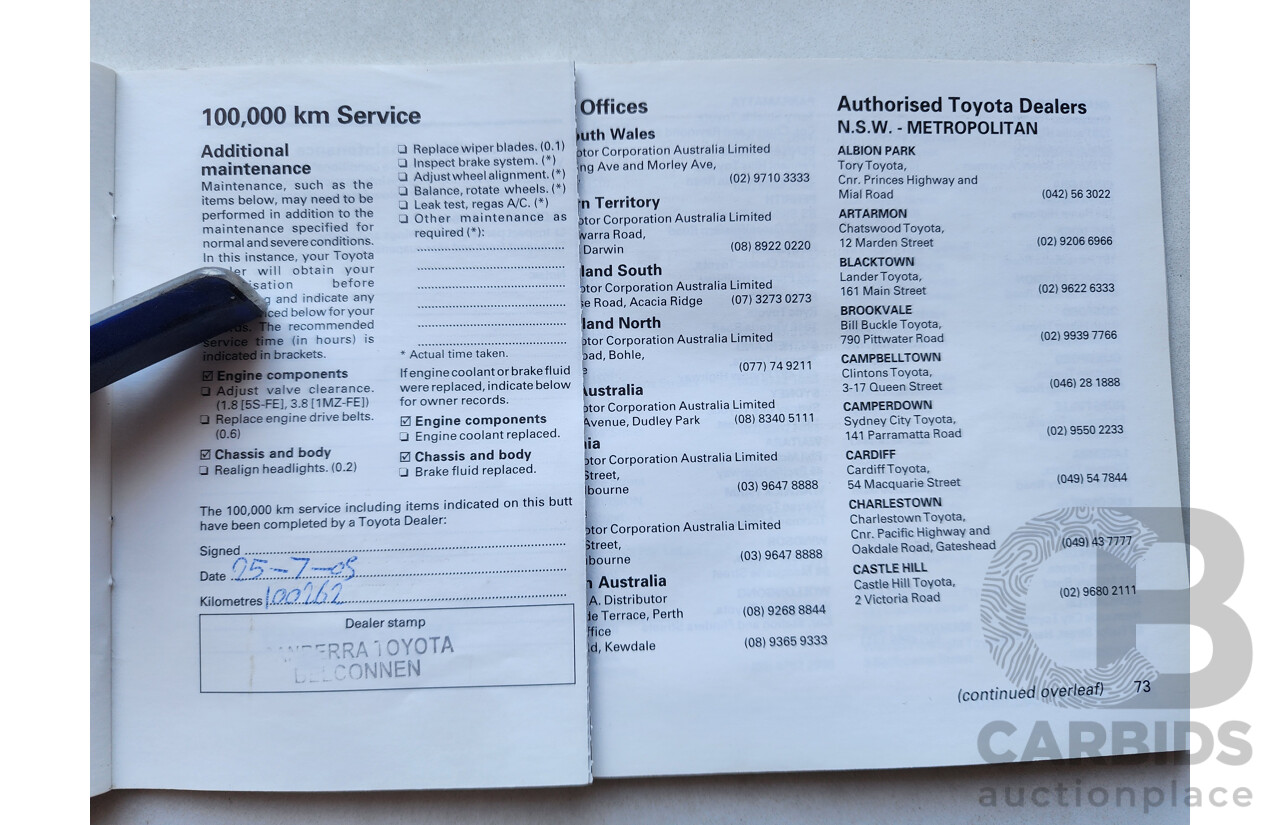 100,000 km Service
Additional
maintenance
Maintenance, such as the
items below, may need to be
performed in addition to the
maintenance specified for
normal and severe conditions.
In this instance, your Toyota
will obtain your
before
and indicate any
below for your
The recommended
service time (in hours) is
indicated in brackets.
☑ Engine components
❑ Adjust valve clearance.
(1.8 [5S-FE], 3.8 [1MZ-FE])
❑ Replace engine drive belts.
(0.6)
☑ Chassis and body
❑ Realign headlights. (0.2)
❑ Replace wiper blades. (0.1)
❑ Inspect brake system. (*)
❑ Adjust wheel alignment. (*)
❑ Balance, rotate wheels. (*)
❑ Leak test, regas A/C. (*)
❑ Other maintenance as
required (*):
* Actual time taken.
If engine coolant or brake fluid
were replaced, indicate below
for owner records.
☑ Engine components
❑ Engine coolant replaced.
☑ Chassis and body
❑ Brake fluid replaced.
The 100,000 km service including items indicated on this butt
have been completed by a Toyota Dealer:
Signed
Date 25-7-05
Kilometres 100262
Dealer stamp
TOYOTA
Offices
uth Wales
otor Corporation Australia Limited
ng Ave and Morley Ave,
(02) 9710 3333
n Territory
otor Corporation Australia Limited
warra Road,
Darwin (08) 8922 0220
land South
otor Corporation Australia Limited
se Road, Acacia Ridge (07) 3273 0273
land North
otor Corporation Australia Limited
oad, Bohle,
(077) 74 9211
Australia
otor Corporation Australia Limited
Avenue, Dudley Park (08) 8340 5111
ia
otor Corporation Australia Limited
Street,
lbourne (03) 9647 8888
otor Corporation Australia Limited
Street,
lbourne (03) 9647 8888
n Australia
A. Distributor
de Terrace, Perth (08) 9268 8844
ffice
d, Kewdale (08) 9365 9333
Authorised Toyota Dealers
N.S.W. - METROPOLITAN
ALBION PARK
Tory Toyota,
Cnr. Princes Highway and
Mial Road (042) 56 3022
ARTARMON
Chatswood Toyota,
12 Marden Street (02) 9206 6966
BLACKTOWN
Lander Toyota,
161 Main Street (02) 9622 6333
BROOKVALE
Bill Buckle Toyota,
790 Pittwater Road (02) 9939 7766
CAMPBELLTOWN
Clintons Toyota,
3-17 Queen Street (046) 28 1888
CAMPERDOWN
Sydney City Toyota,
141 Parramatta Road (02) 9550 2233
CARDIFF
Cardiff Toyota,
54 Macquarie Street (049) 54 7844
CHARLESTOWN
Charlestown Toyota,
Cnr. Pacific Highway and
Oakdale Road, Gateshead (049) 43 7777
CASTLE HILL
Castle Hill Toyota,
2 Victoria Road (02) 9680 2111
(continued overleaf) 73
CB
CARBIDS
auctionplace